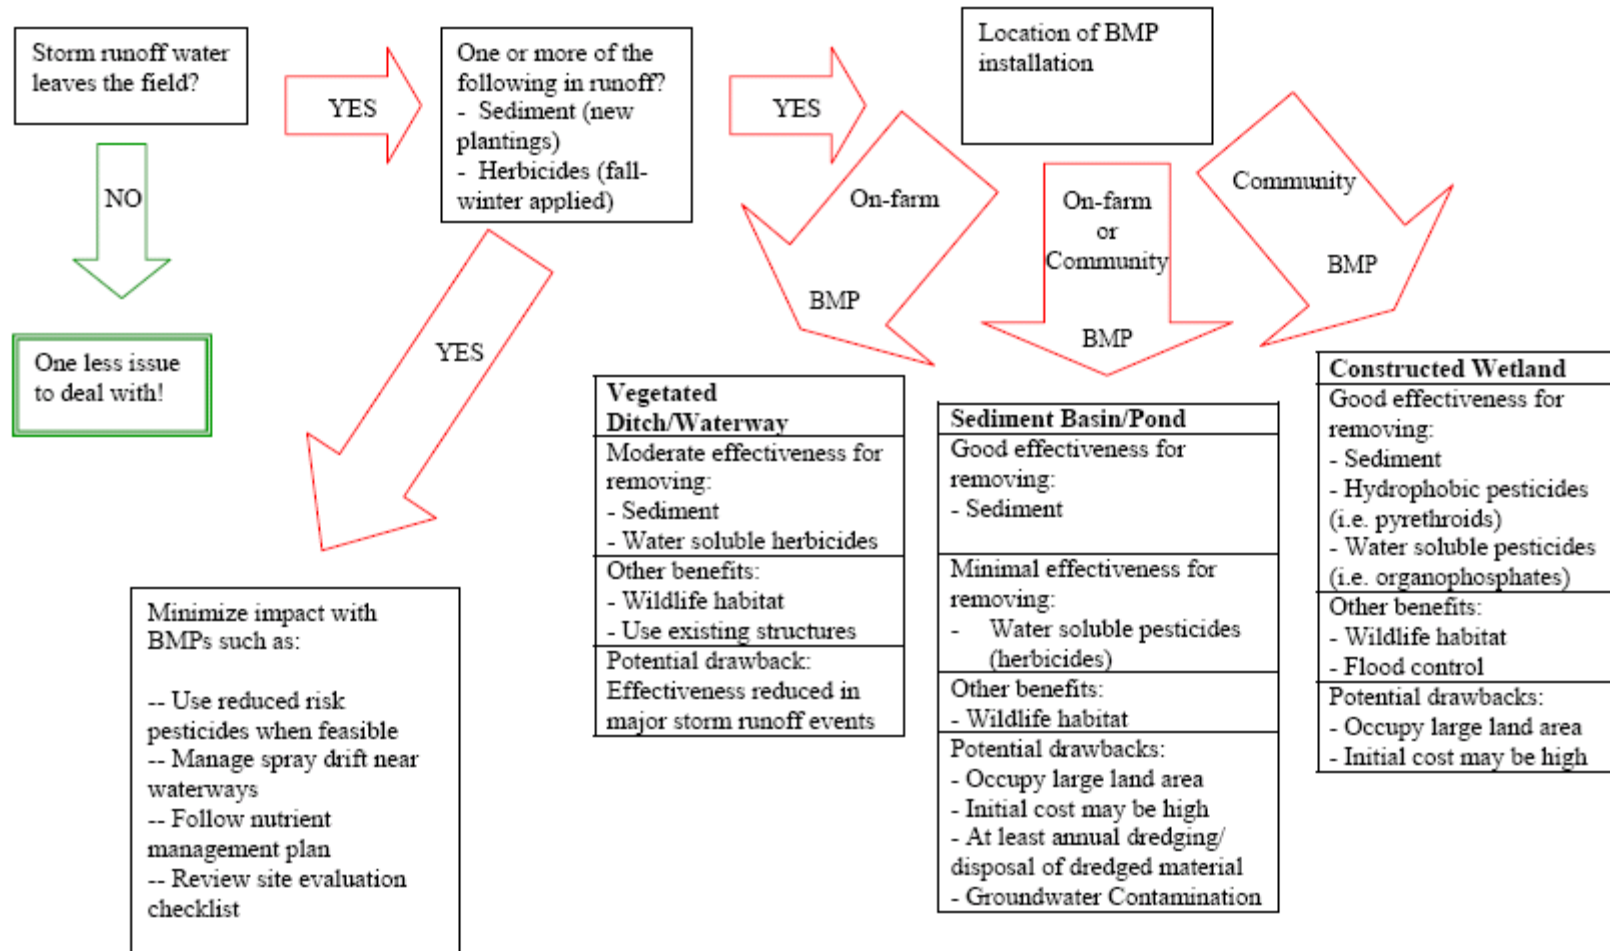 Storm runoff water
leaves the field?
YES
NO
One less issue
to deal with!
One or more of the
following in runoff?
- Sediment (new
plantings)
- Herbicides (fall-
winter applied)
YES
YES
Minimize impact with
BMPs such as:
-- Use reduced risk
pesticides when feasible
-- Manage spray drift near
waterways
-- Follow nutrient
management plan
-- Review site evaluation
checklist
Location of BMP
installation
On-farm
BMP
On-farm
or
Community
BMP
Community
BMP
Vegetated
Ditch/Waterway
Moderate effectiveness for
removing:
- Sediment
- Water soluble herbicides
Other benefits:
- Wildlife habitat
- Use existing structures
Potential drawback:
Effectiveness reduced in
major storm runoff events
Sediment Basin/Pond
Good effectiveness for
removing:
- Sediment
Minimal effectiveness for
removing:
- Water soluble pesticides
(herbicides)
Other benefits:
- Wildlife habitat
Potential drawbacks:
- Occupy large land area
- Initial cost may be high
- At least annual dredging/
disposal of dredged material
- Groundwater Contamination
Constructed Wetland
Good effectiveness for
removing:
- Sediment
- Hydrophobic pesticides
(i.e. pyrethroids)
- Water soluble pesticides
(i.e. organophosphates)
Other benefits:
- Wildlife habitat
- Flood control
Potential drawbacks:
- Occupy large land area
- Initial cost may be high